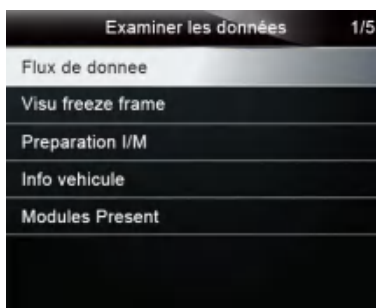 Examiner les données 1/5
Flux de donnee
Visu freeze frame
Preparation I/M
Info vehicule
Modules Present